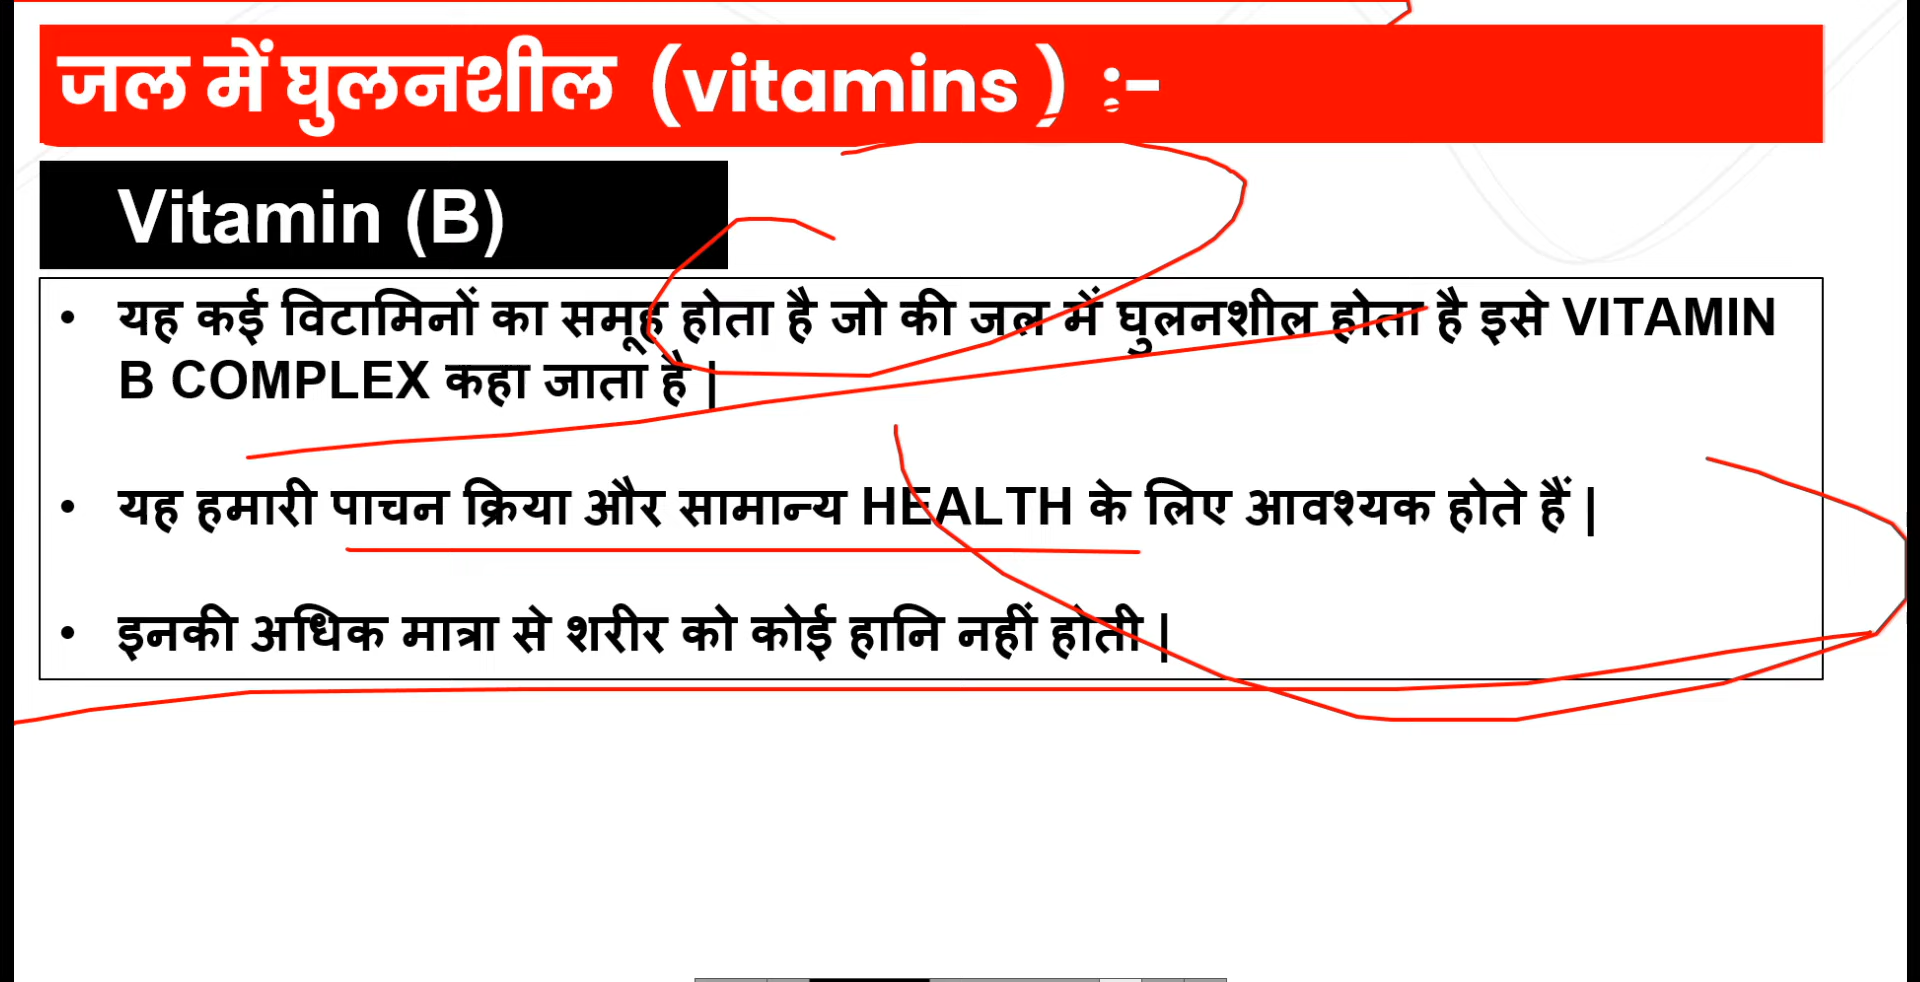 जल में घुलनशील (vitamins ) :-
Vitamin (B)
• यह कई विटामिनों का समूह होता है जो की जल में घुलनशील होता है इसे VITAMIN
B COMPLEX कहा जाता है |
• यह हमारी पाचन क्रिया और सामान्य HEALTH के लिए आवश्यक होते हैं |
• इनकी अधिक मात्रा से शरीर को कोई हानि नहीं होती |